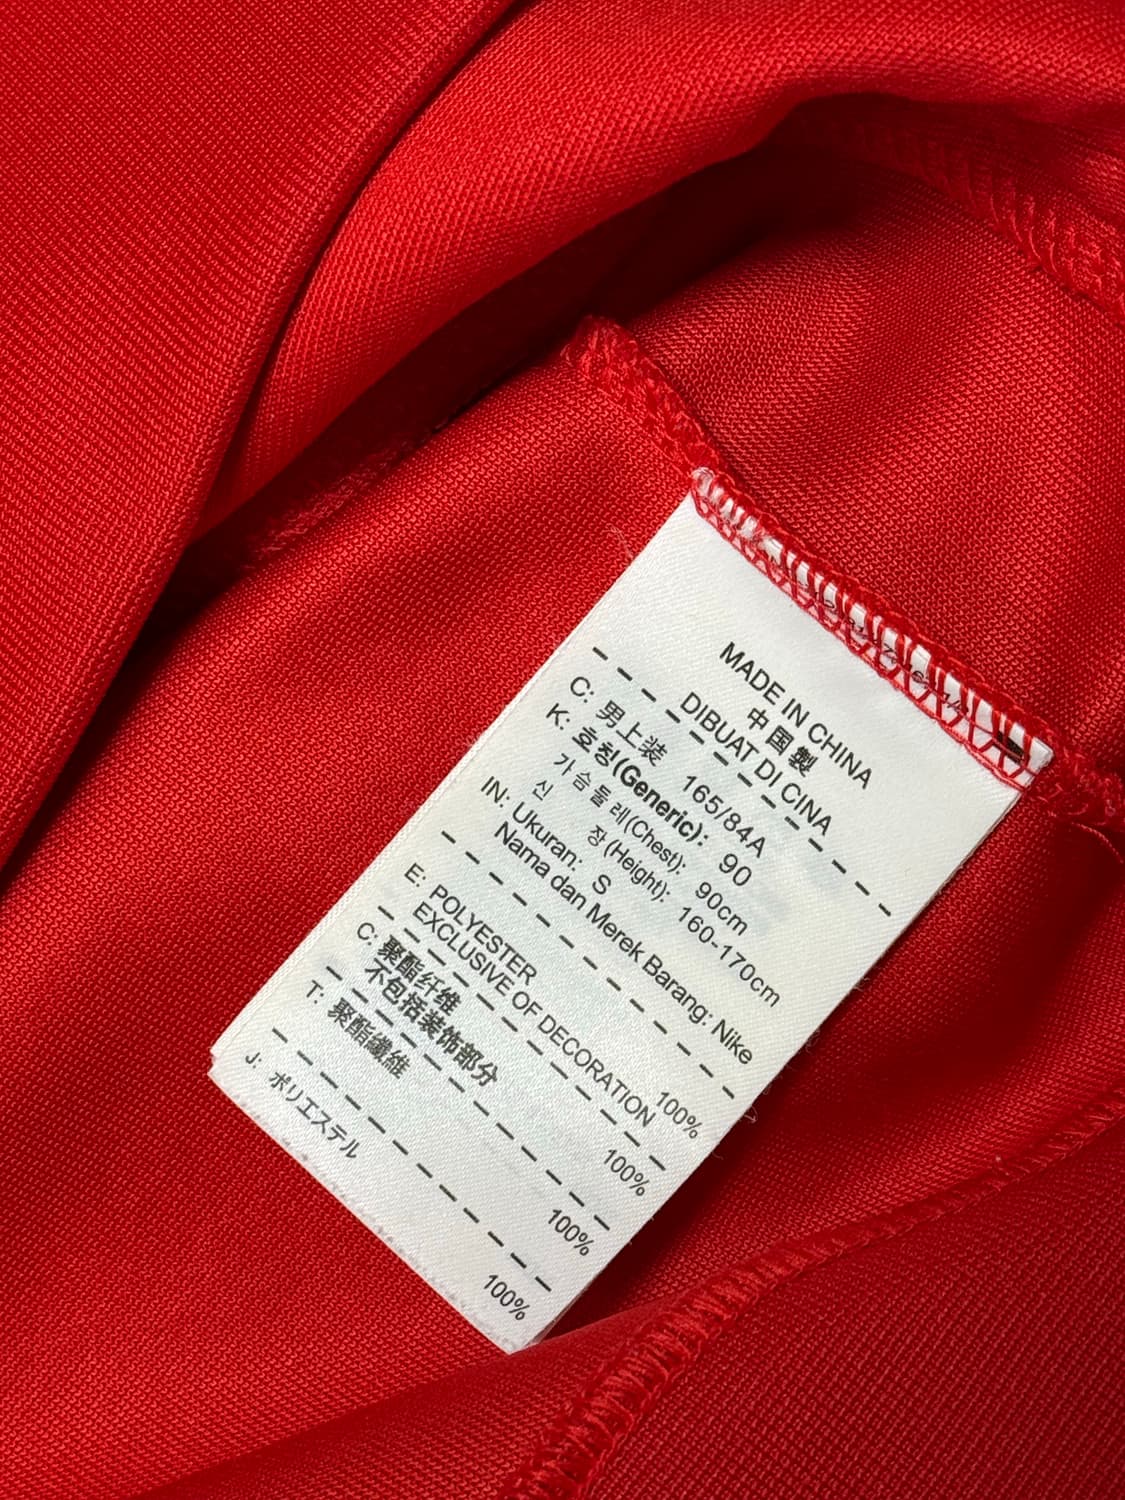 MADE IN CHINA
中国製
DIBUAT DI CINA
C: 男上装 165/84A
K: 호칭(Generic): 90
가슴둘레(Chest): 90cm
신 장(Height): 160-170cm
IN: Ukuran: S
Nama dan Merek Barang: Nike
E: POLYESTER 100%
EXCLUSIVE OF DECORATION
C: 聚酯纤维 100%
不包括装饰部分
T: 聚酯纖維 100%
J: ポリエステル 100%